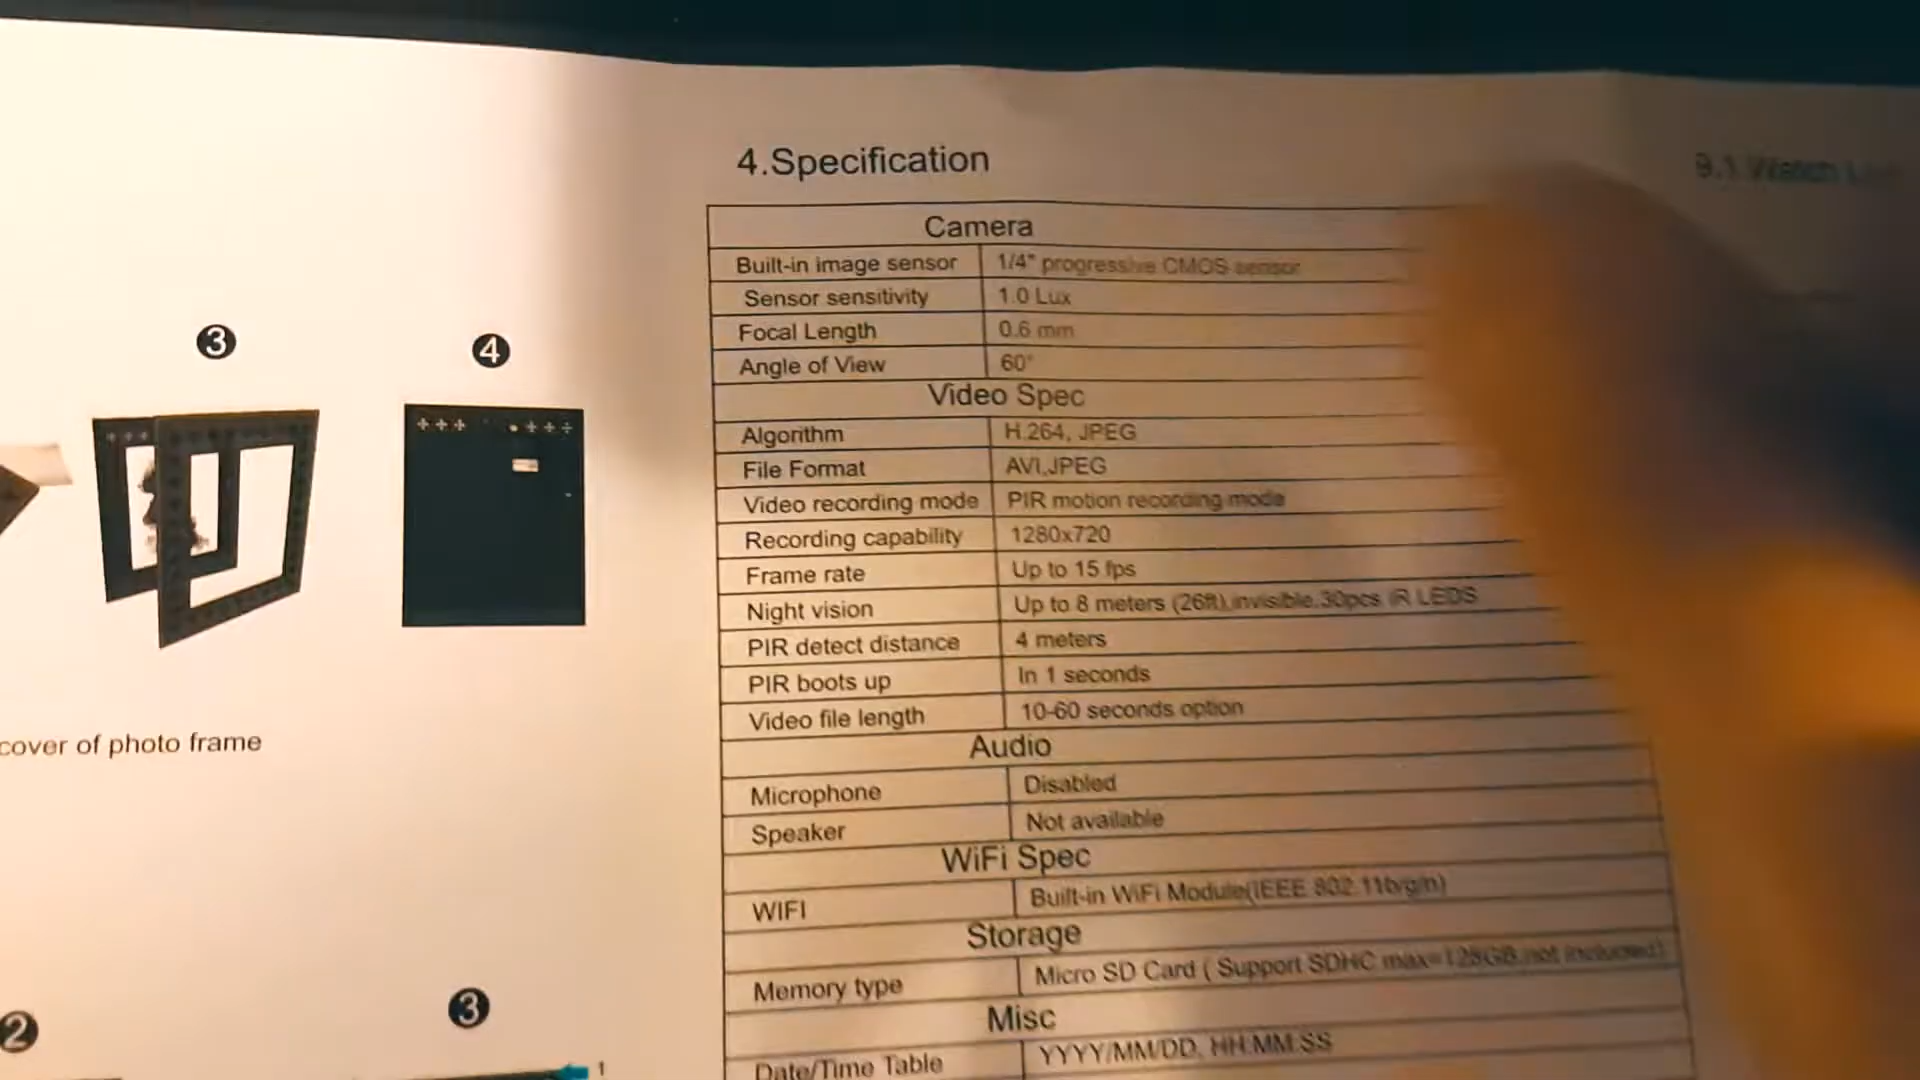 4.Specification
9.1 Watch
Camera
Built-in image sensor 1/4" progressive CMOS sensor
Sensor sensitivity 1.0 Lux
Focal Length 0.6 mm
Angle of View 60°
Video Spec
Algorithm H.264, JPEG
File Format AVI,JPEG
Video recording mode PIR motion recording mode
Recording capability 1280x720
Frame rate Up to 15 fps
Night vision Up to 8 meters (26ft),invisible,30pcs IR LEDS
PIR detect distance 4 meters
PIR boots up In 1 seconds
Video file length 10-60 seconds option
Audio
Microphone Disabled
Speaker Not available
WiFi Spec
WIFI Built-in WiFi Module(IEEE 802.11b/g/n)
Storage
Memory type Micro SD Card ( Support SDHC max=128GB,not included)
Misc
Date/Time Table YYYY/MM/DD, HH:MM:SS
3
4
cover of photo frame
2
3
1